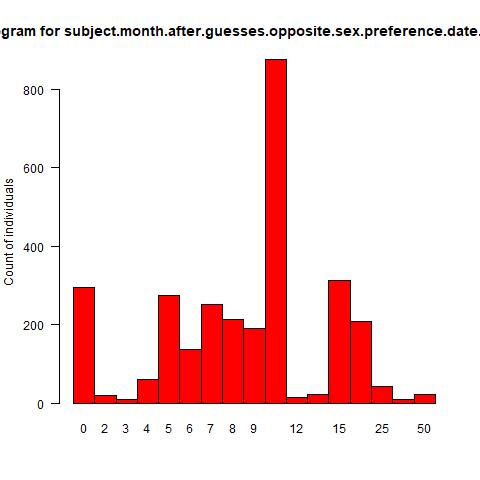 gram for subject.month.after.guesses.opposite.sex.preference.date.
Count of individuals
800
600
400
200
0
0 2 3 4 5 6 7 8 9 12 15 25 50